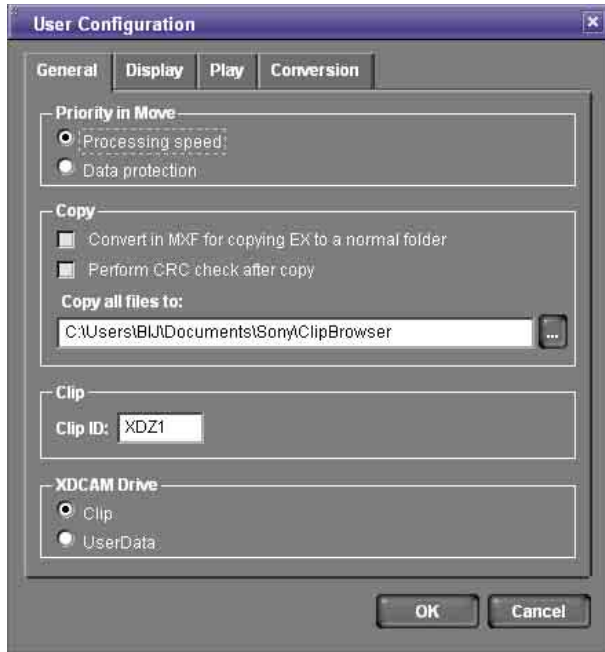 User Configuration
General Display Play Conversion
Priority in Move
Processing speed
Data protection
Copy
Convert in MXF for copying EX to a normal folder
Perform CRC check after copy
Copy all files to:
C:\Users\BIJ\Documents\Sony\ClipBrowser
...
Clip
Clip ID: XDZ1
XDCAM Drive
Clip
UserData
OK Cancel